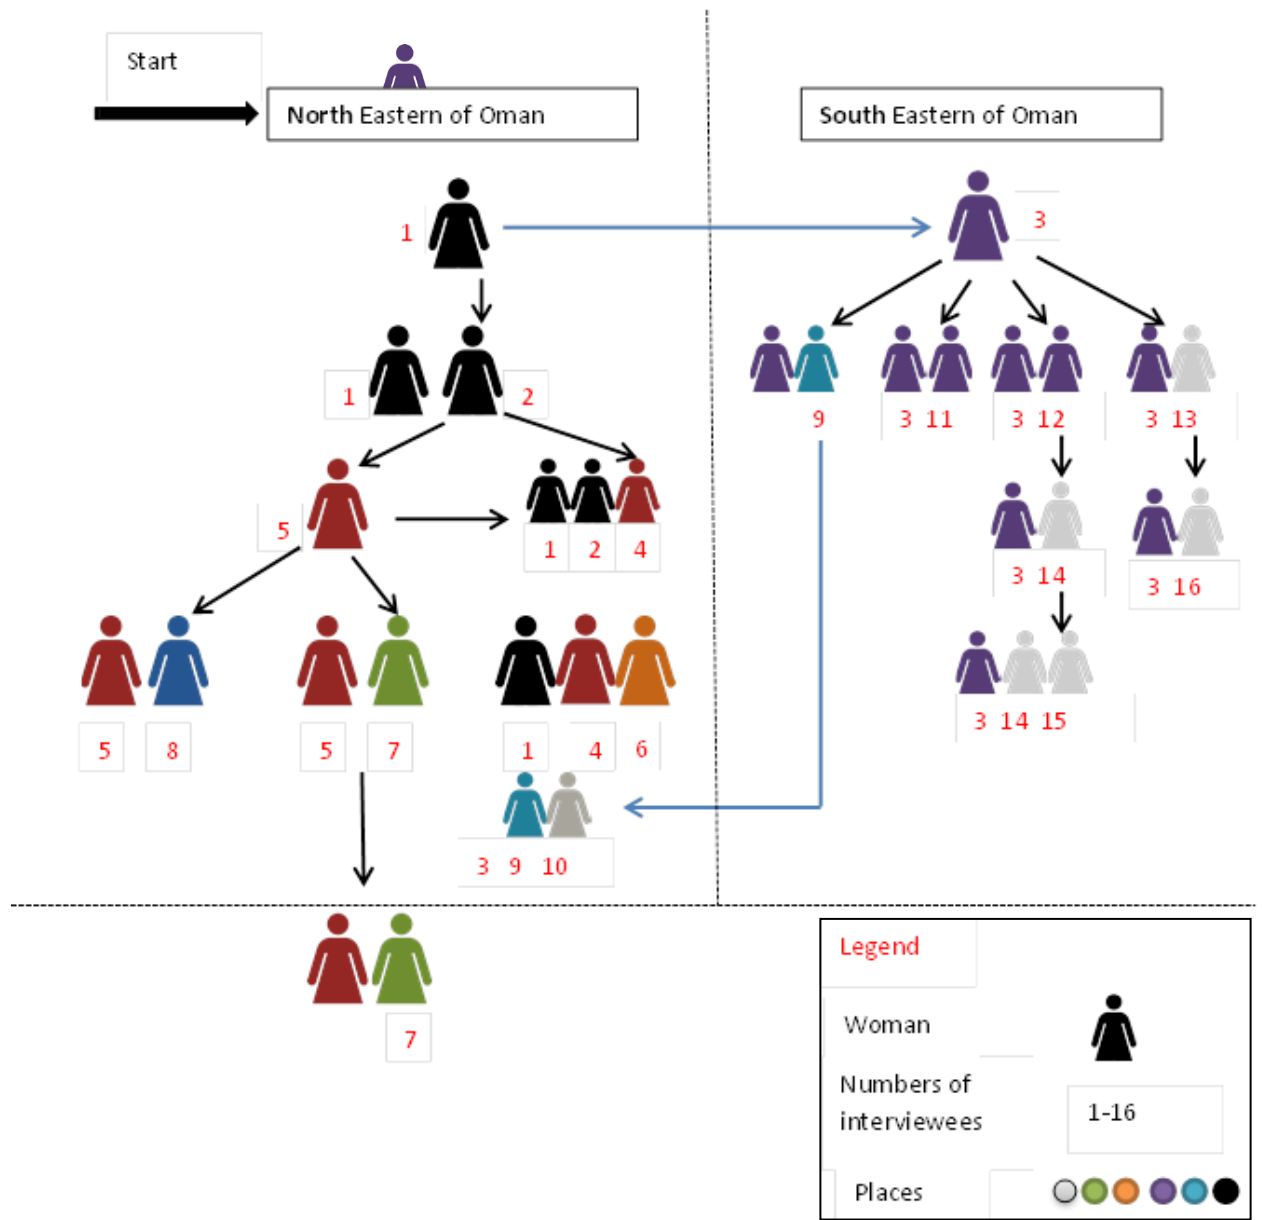 Start
North Eastern of Oman
South Eastern of Oman
1
3
1
2
9
3 11
3 12
3 13
5
1 2 4
3 14
3 16
5
8
5
7
1
4
6
3 14 15
3 9 10
7
Legend
Woman
Numbers of
interviewees
1-16
Places